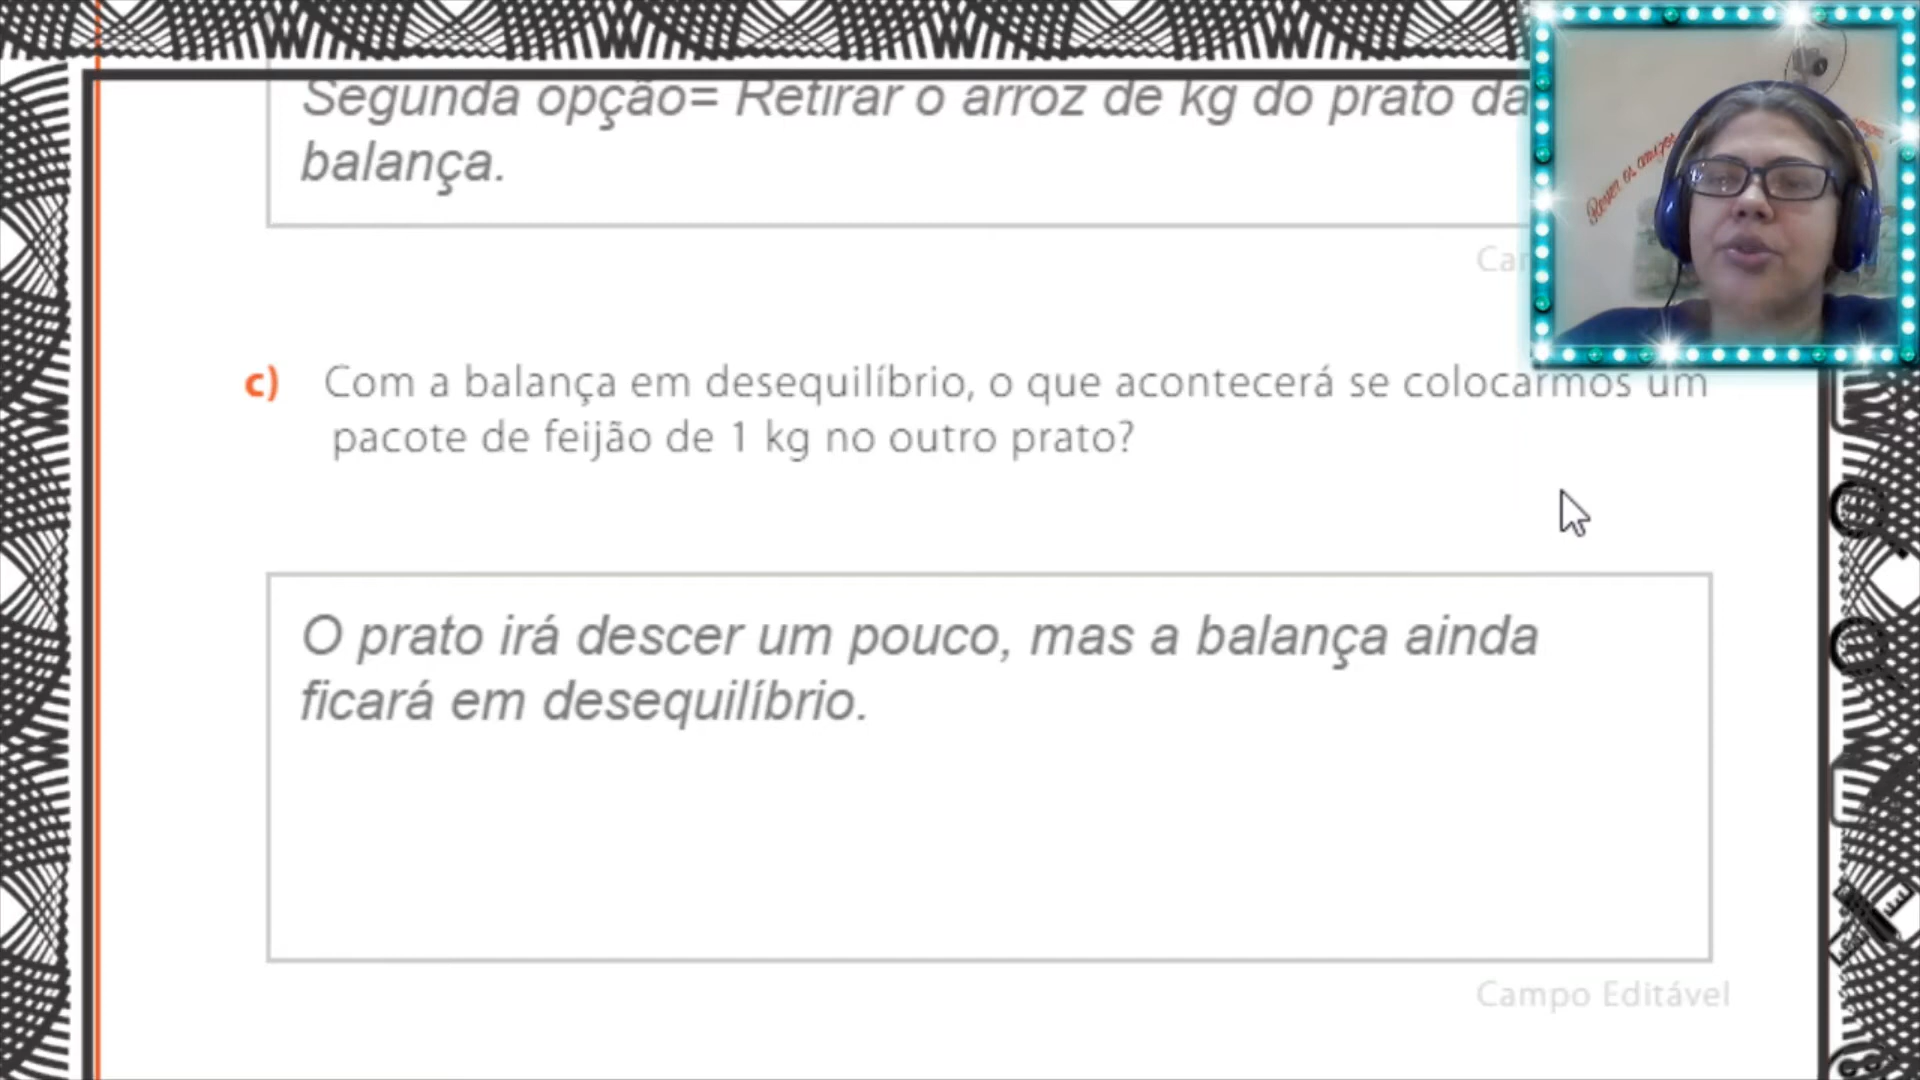 Segunda opção= Retirar o arroz de kg do prato da
balança.
c) Com a balança em desequilíbrio, o que acontecerá se colocarmos um
pacote de feijão de 1 kg no outro prato?
O prato irá descer um pouco, mas a balança ainda
ficará em desequilíbrio.
Campo Editável
os amigos